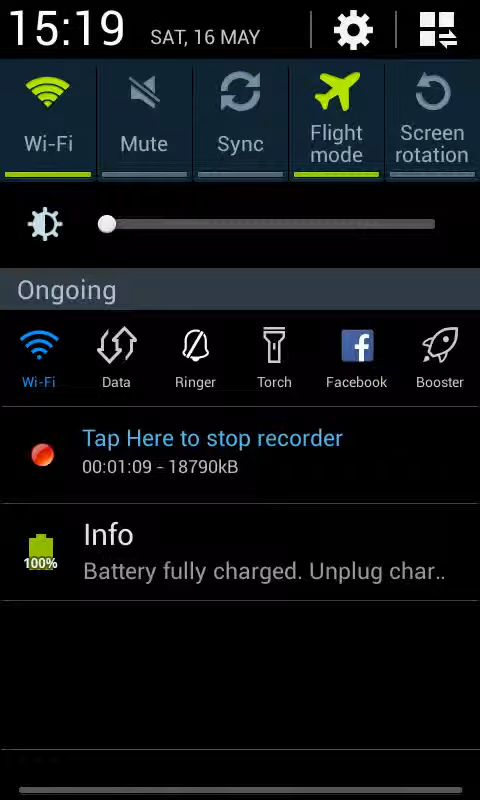 15:19 SAT, 16 MAY
Wi-Fi Mute Sync Flight mode Screen rotation
Ongoing
Wi-Fi Data Ringer Torch Facebook Booster
Tap Here to stop recorder
00:01:09 - 18790kB
Info
100%
Battery fully charged. Unplug char..